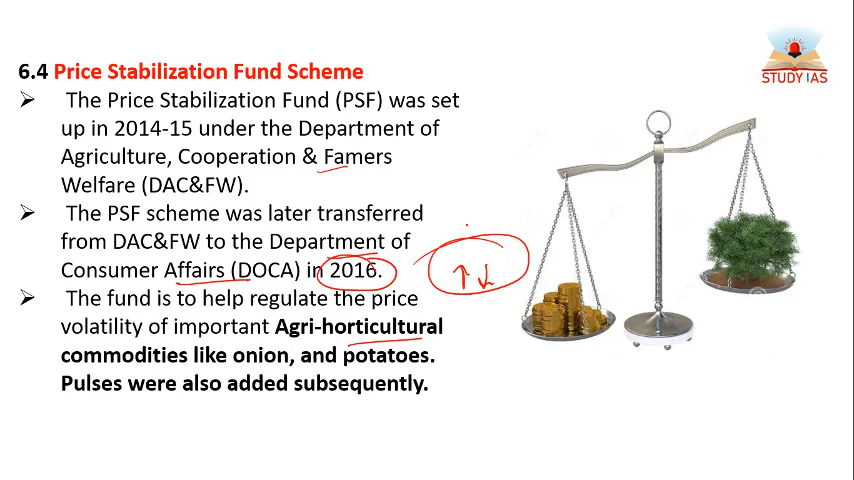 STUDY IAS
6.4 Price Stabilization Fund Scheme
➢ The Price Stabilization Fund (PSF) was set
up in 2014-15 under the Department of
Agriculture, Cooperation & Famers
Welfare (DAC&FW).
➢ The PSF scheme was later transferred
from DAC&FW to the Department of
Consumer Affairs (DOCA) in 2016.
➢ The fund is to help regulate the price
volatility of important Agri-horticultural
commodities like onion, and potatoes.
Pulses were also added subsequently.